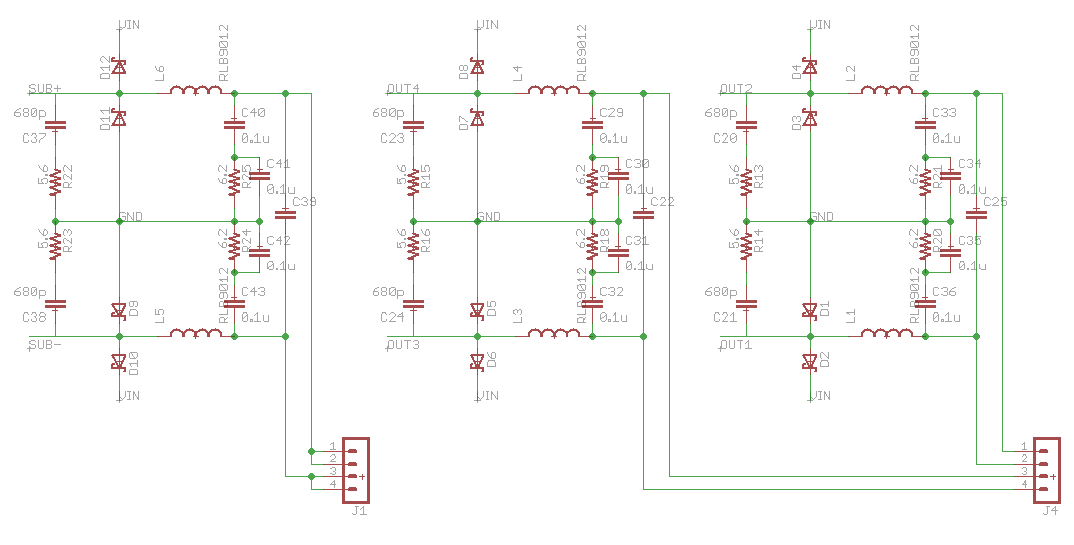 VIN
D12
L6
RLB9012
SUB+
680p
C37
D11
C40
0.1u
5.6
R22
6.2
R25
C41
0.1u
C39
GND
5.6
R23
6.2
R24
C42
0.1u
680p
C38
D9
L5
RLB9012
C43
0.1u
SUB-
D10
VIN
1
2
3
4
J1
VIN
D8
L4
RLB9012
OUT4
680p
C23
D7
C29
0.1u
5.6
R15
6.2
R19
C30
0.1u
C22
GND
5.6
R16
6.2
R18
C31
0.1u
680p
C24
D5
L3
RLB9012
C32
0.1u
OUT3
D6
VIN
VIN
D4
L2
RLB9012
OUT2
680p
C20
D3
C33
0.1u
5.6
R13
6.2
R21
C34
0.1u
C25
GND
5.6
R14
6.2
R20
C35
0.1u
680p
C21
D1
L1
RLB9012
C36
0.1u
OUT1
D2
VIN
1
2
3
4
J4